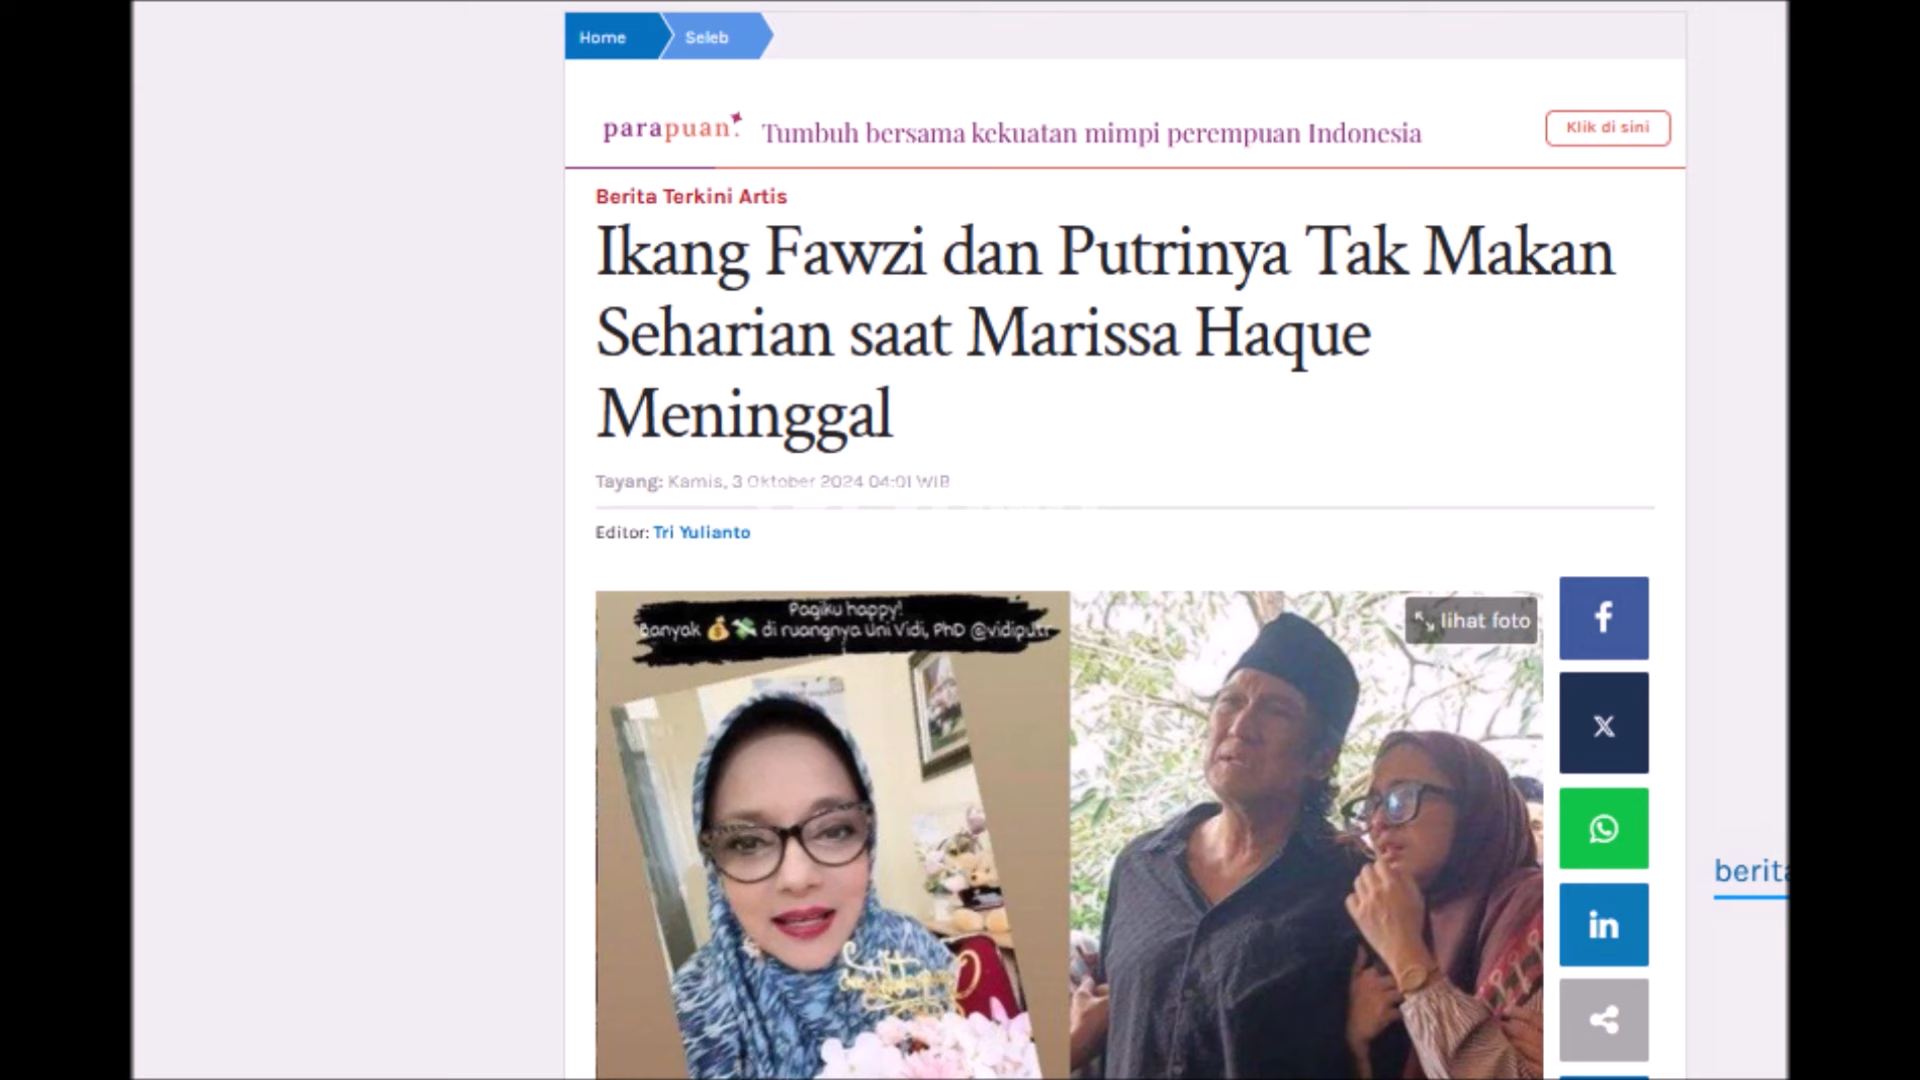 Home
Seleb
parapuan.
Tumbuh bersama kekuatan mimpi perempuan Indonesia
Klik di sini
Berita Terkini Artis
Ikang Fawzi dan Putrinya Tak Makan
Seharian saat Marissa Haque
Meninggal
Tayang: Kamis, 3 Oktober 2024 04:01 WIB
Editor: Tri Yulianto
Pagiku happy!
Banyak 💰💸 di ruangnya Uni Vidi, PhD @vidiputr
lihat foto
berita